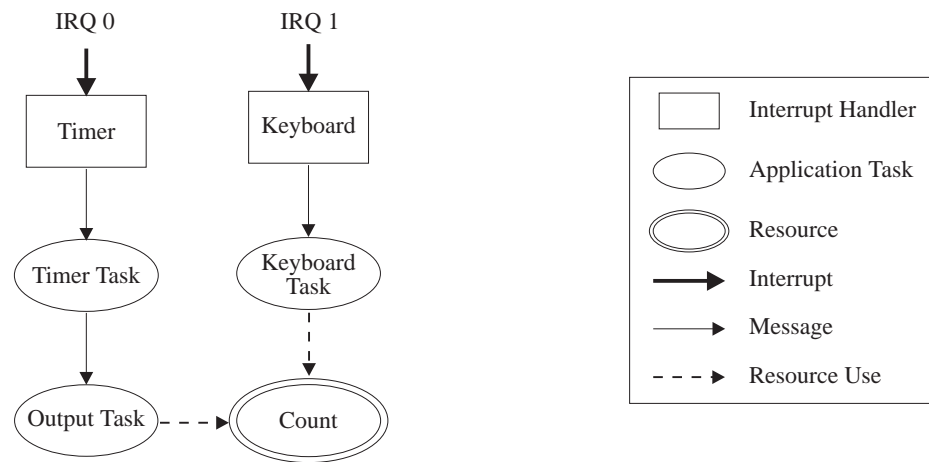 IRQ 0
IRQ 1
Timer
Keyboard
Timer Task
Keyboard
Task
Output Task
Count
Interrupt Handler
Application Task
Resource
Interrupt
Message
Resource Use